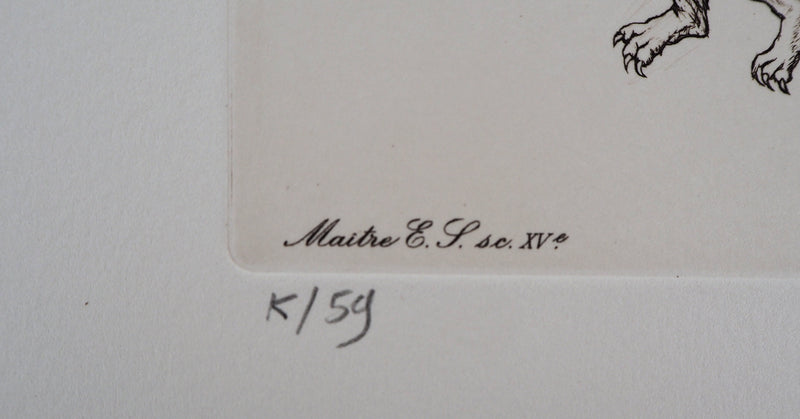 Maitre E. S. sc. XVe.
K/59